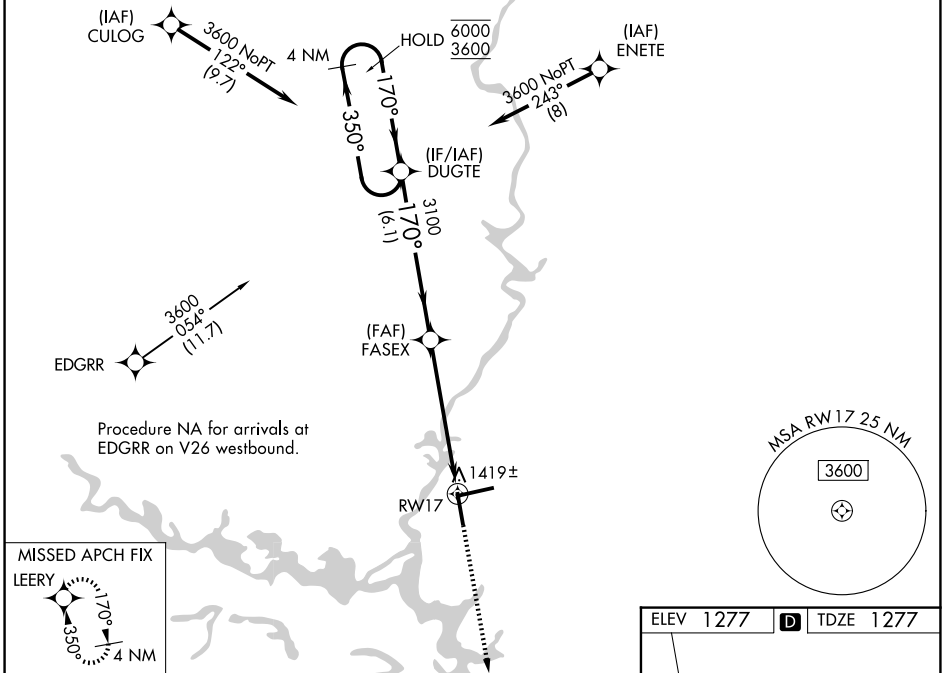 (IAF)
CULOG
3600 NoPT
122°
(9.7)
4 NM
HOLD
6000
3600
(IAF)
ENETE
3600 NoPT
243°
(8)
170°
350°
(IF/IAF)
DUGTE
3100
170°
(6.1)
3600
054°
(11.7)
EDGRR
(FAF)
FASEX
Procedure NA for arrivals at
EDGRR on V26 westbound.
1419±
RW17
MSA RW17 25 NM
3600
MISSED APCH FIX
LEERY
170°
350°
4 NM
ELEV 1277 D TDZE 1277